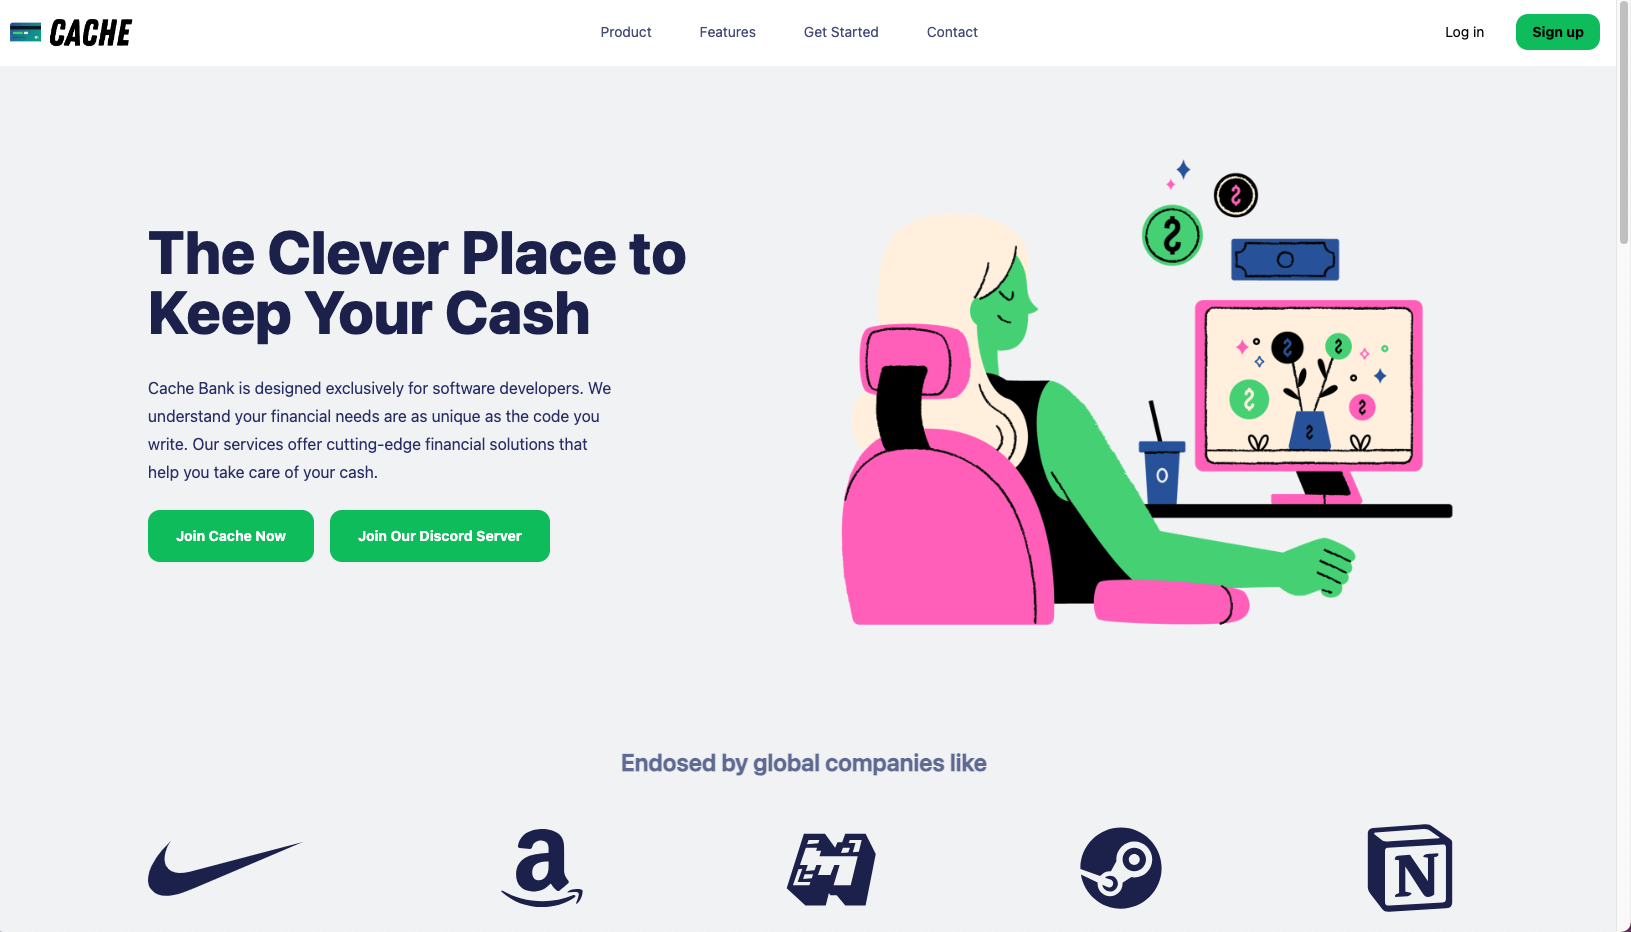 CACHE
Product
Features
Get Started
Contact
Log in
Sign up
The Clever Place to
Keep Your Cash
Cache Bank is designed exclusively for software developers. We
understand your financial needs are as unique as the code you
write. Our services offer cutting-edge financial solutions that
help you take care of your cash.
Join Cache Now
Join Our Discord Server
Endosed by global companies like
a
N